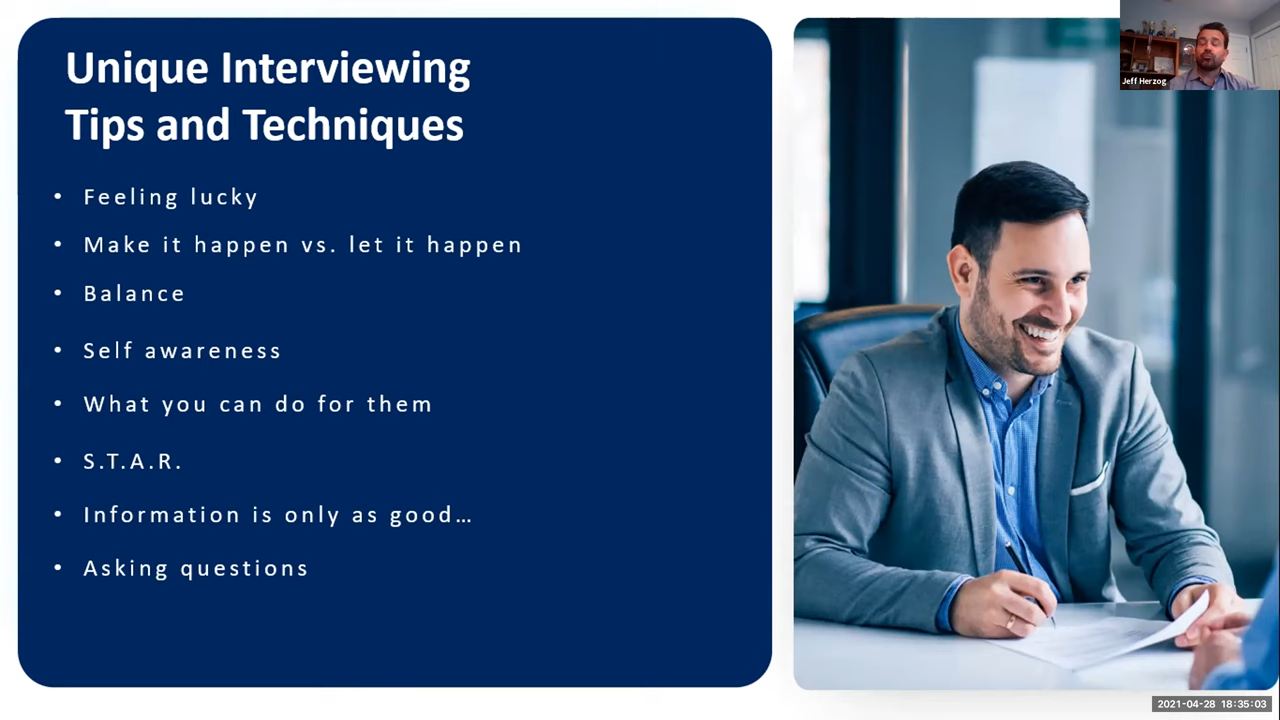 Unique Interviewing
Tips and Techniques
• Feeling lucky
• Make it happen vs. let it happen
• Balance
• Self awareness
• What you can do for them
• S.T.A.R.
• Information is only as good…
• Asking questions
Jeff Herzog
2021-04-28 18:35:03